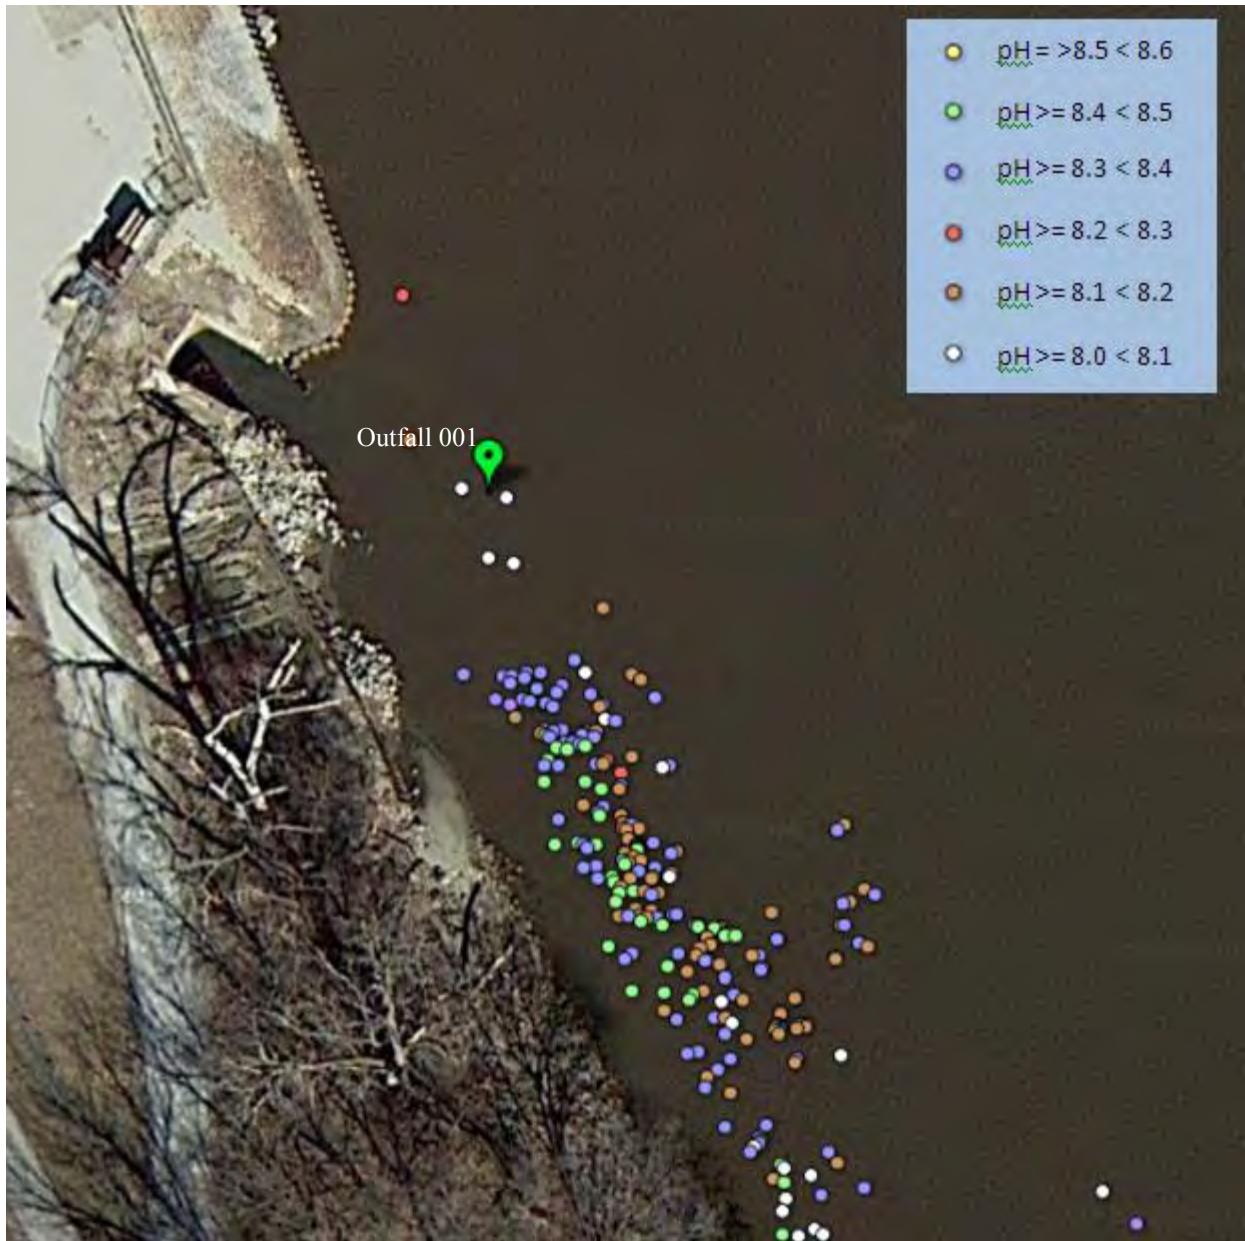 pH = >8.5 < 8.6
pH >= 8.4 < 8.5
pH >= 8.3 < 8.4
pH >= 8.2 < 8.3
pH >= 8.1 < 8.2
pH >= 8.0 < 8.1
Outfall 001